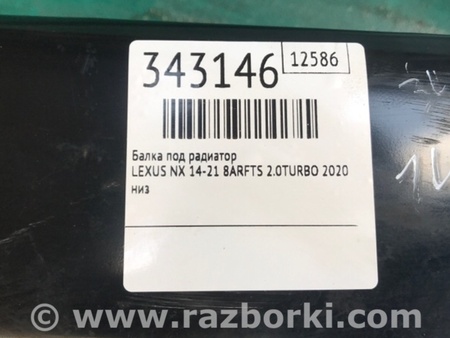 343146 12586
Балка под радиатор
LEXUS NX 14-21 8ARFTS 2.0TURBO 2020
низ
www.razborki.com